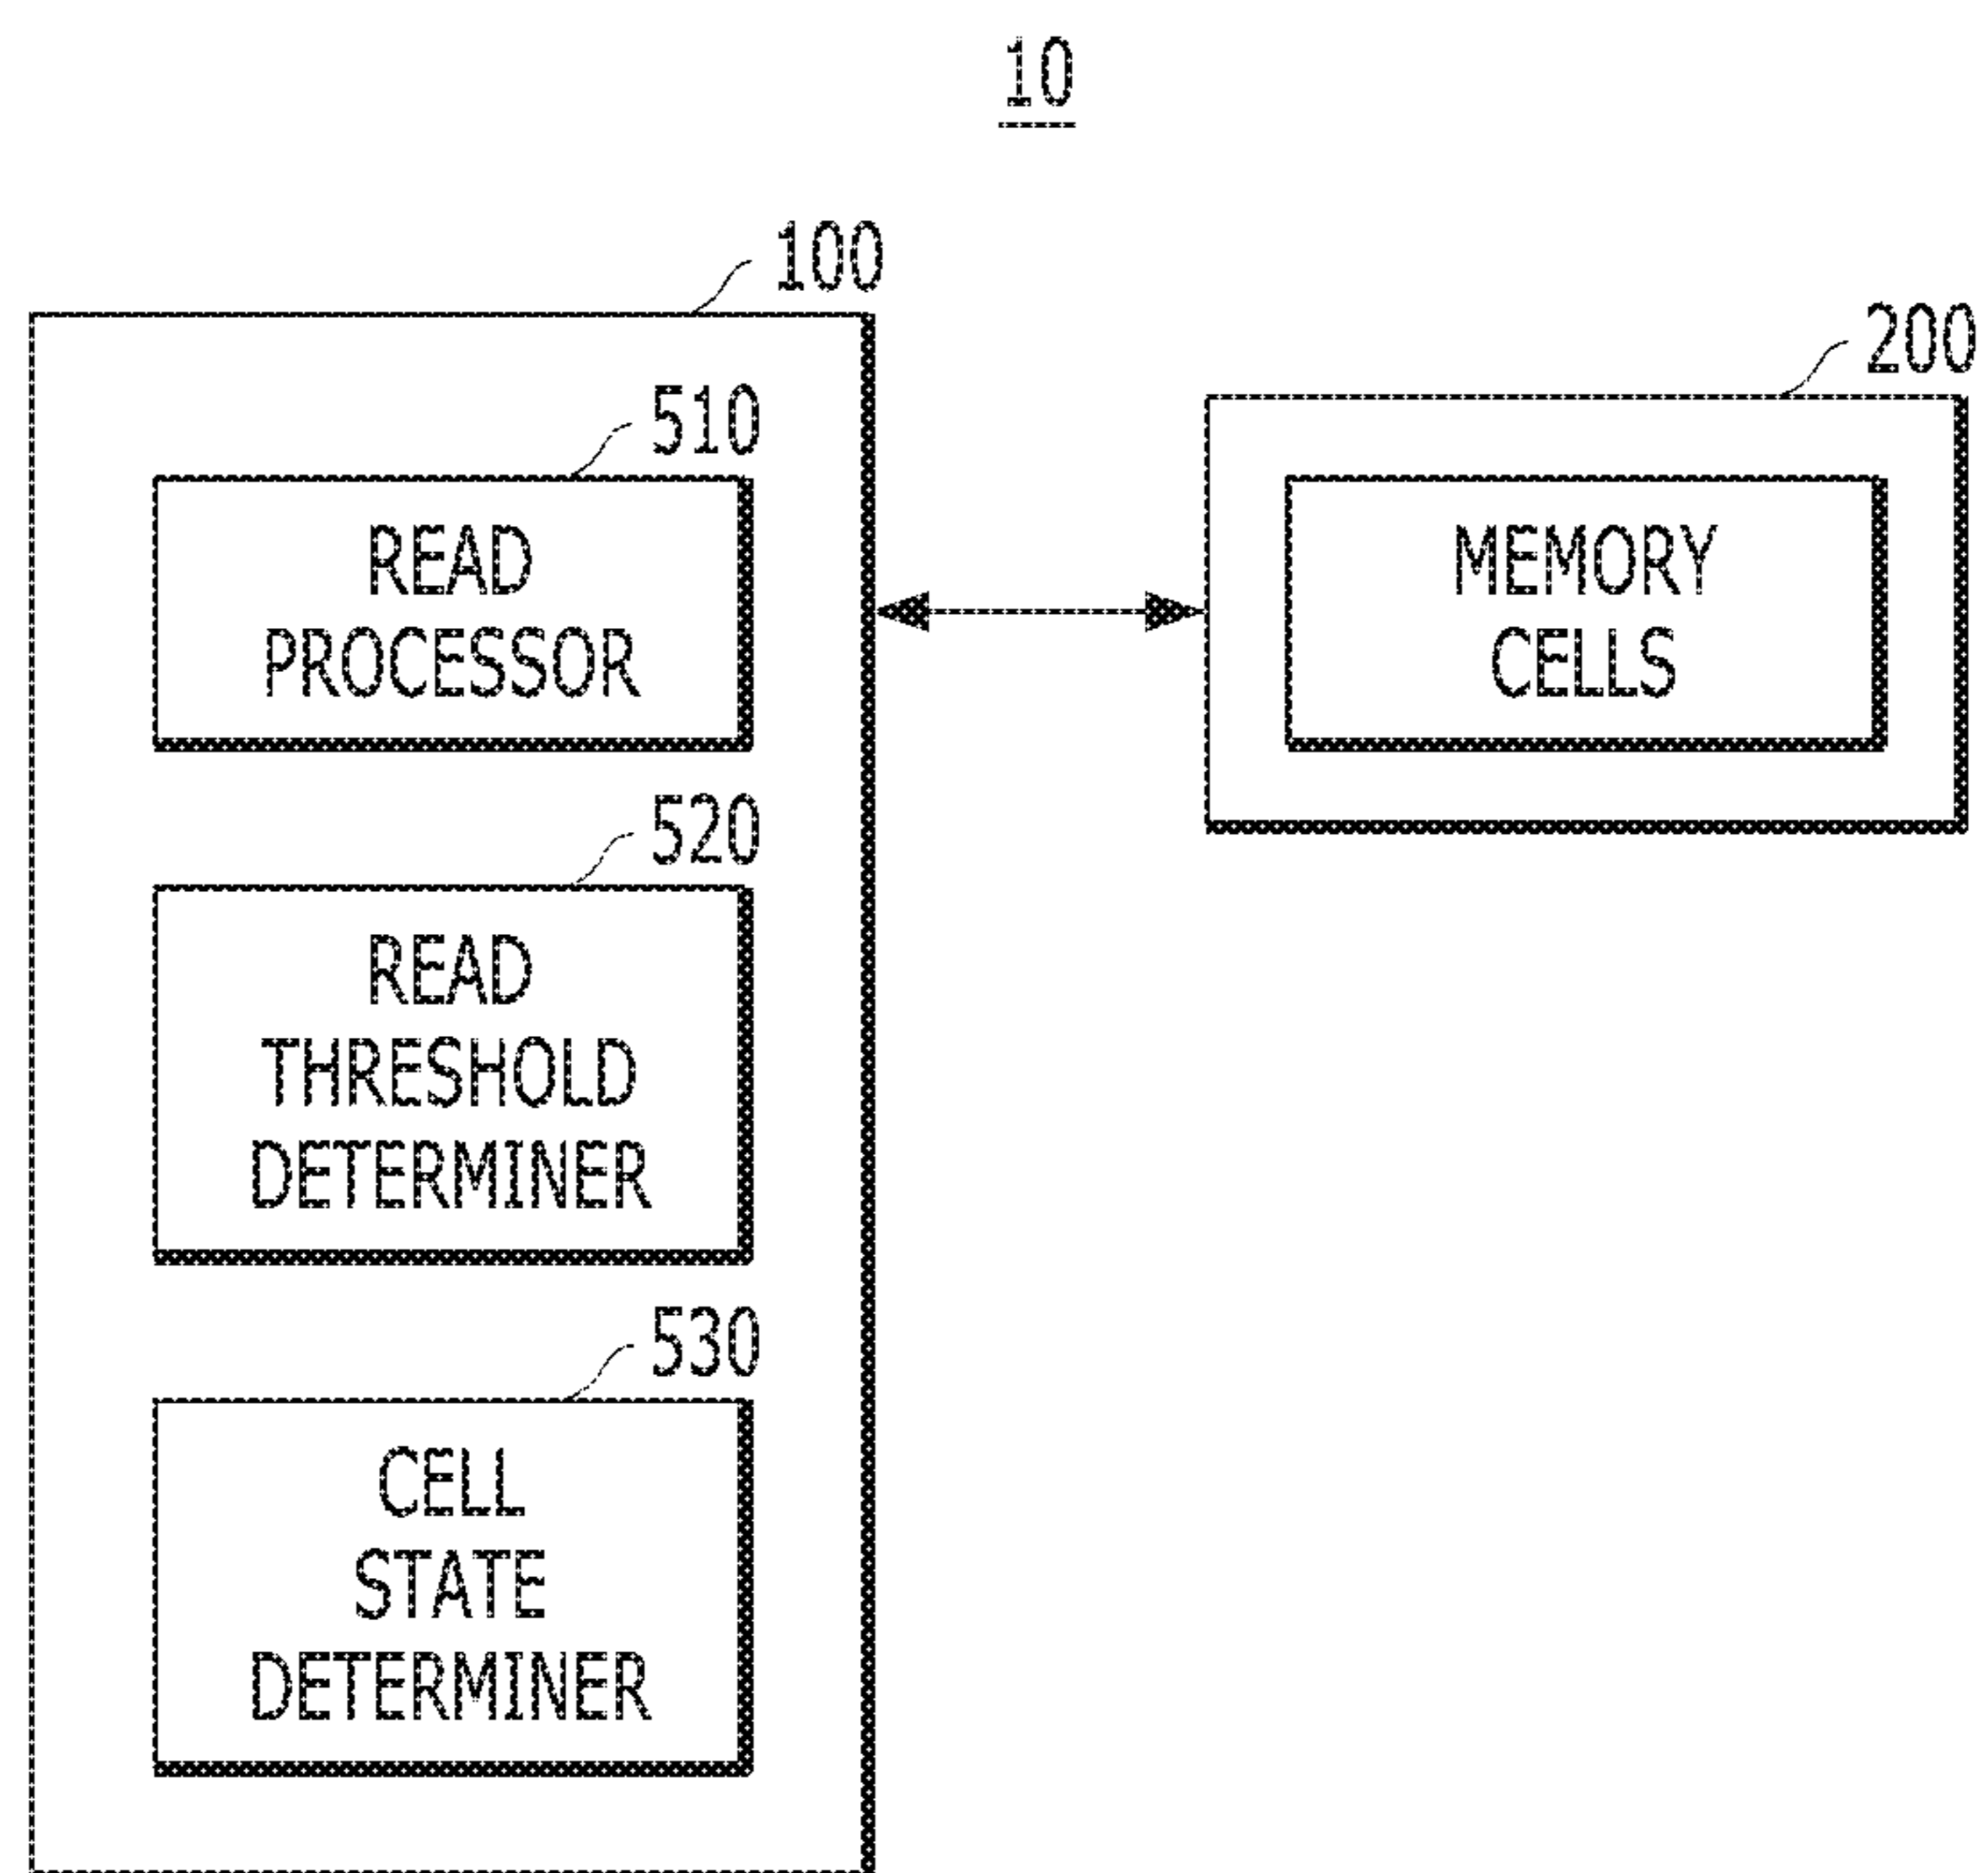 10
100
200
510
READ
PROCESSOR
MEMORY
CELLS
520
READ
THRESHOLD
DETERMINER
530
CELL
STATE
DETERMINER